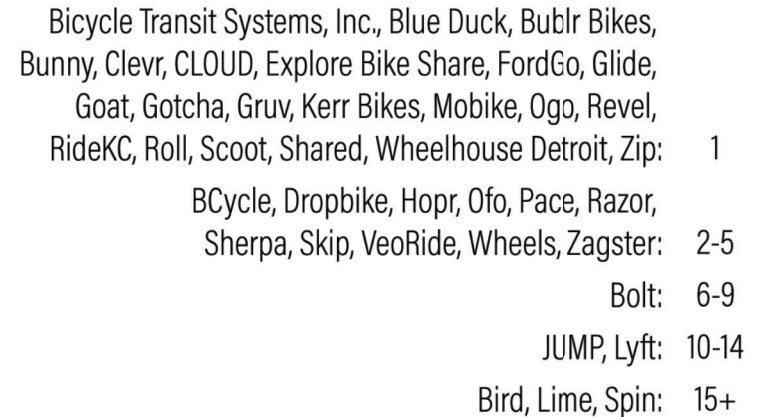 Bicycle Transit Systems, Inc., Blue Duck, Bublr Bikes,
Bunny, Clevr, CLOUD, Explore Bike Share, FordGo, Glide,
Goat, Gotcha, Gruv, Kerr Bikes, Mobike, Ogo, Revel,
RideKC, Roll, Scoot, Shared, Wheelhouse Detroit, Zip: 1
BCycle, Dropbike, Hopr, Ofo, Pace, Razor,
Sherpa, Skip, VeoRide, Wheels, Zagster: 2-5
Bolt: 6-9
JUMP, Lyft: 10-14
Bird, Lime, Spin: 15+